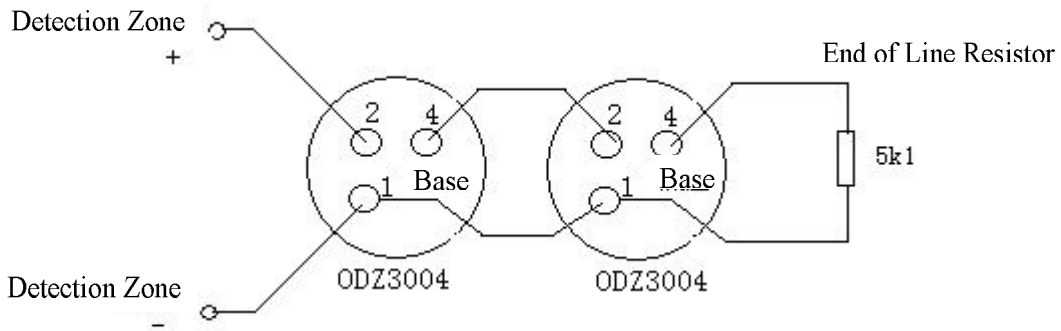 Detection Zone
+
End of Line Resistor
2 4 2 4
5k1
1 Base 1 Base
ODZ3004 ODZ3004
Detection Zone
-